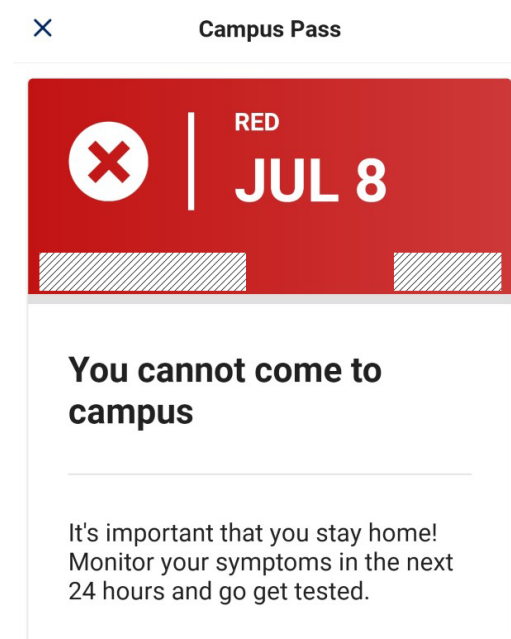 Campus Pass
RED
JUL 8
You cannot come to
campus
It's important that you stay home!
Monitor your symptoms in the next
24 hours and go get tested.